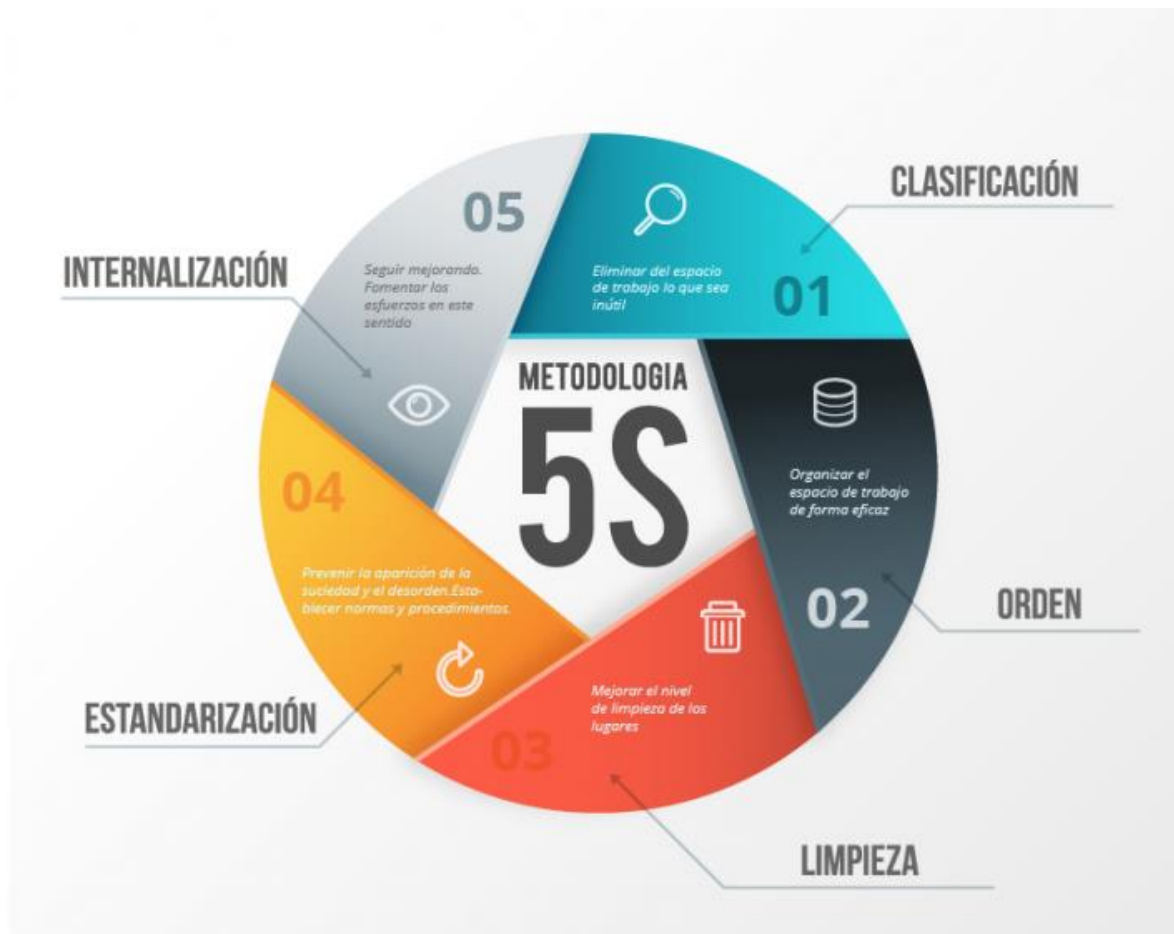 CLASIFICACIÓN
01
Eliminar del espacio
de trabajo lo que sea
inútil
METODOLOGIA
5S
Organizar el
espacio de trabajo
de forma eficaz
02
ORDEN
Mejorar el nivel
de limpieza de los
lugares
03
LIMPIEZA
04
Prevenir la aparición de la
suciedad y el desorden.Esta-
blecer normas y procedimientos.
ESTANDARIZACIÓN
05
Seguir mejorando.
Fomentar los
esfuerzos en este
sentido
INTERNALIZACIÓN